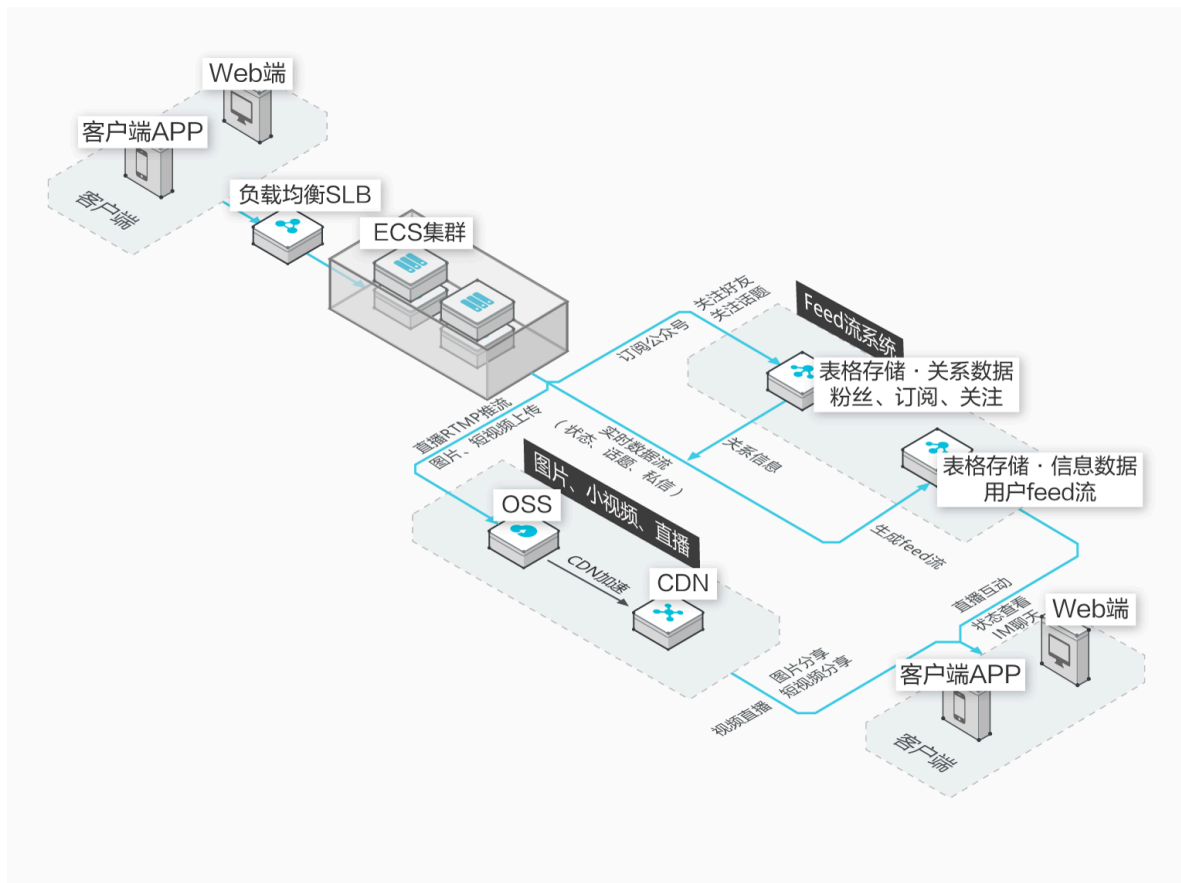 Web端
客户端APP
客户端
负载均衡SLB
ECS集群
关注好友
关注话题
订阅公众号
Feed流系统
表格存储·关系数据
粉丝、订阅、关注
直播RTMP推流
图片、短视频上传
实时数据流
(状态、话题、私信)
关系信息
表格存储·信息数据
用户feed流
图片、小视频、直播
OSS
CDN加速
CDN
生成feed流
直播互动
状态查看
IM聊天
Web端
图片分享
短视频分享
视频直播
客户端APP
客户端